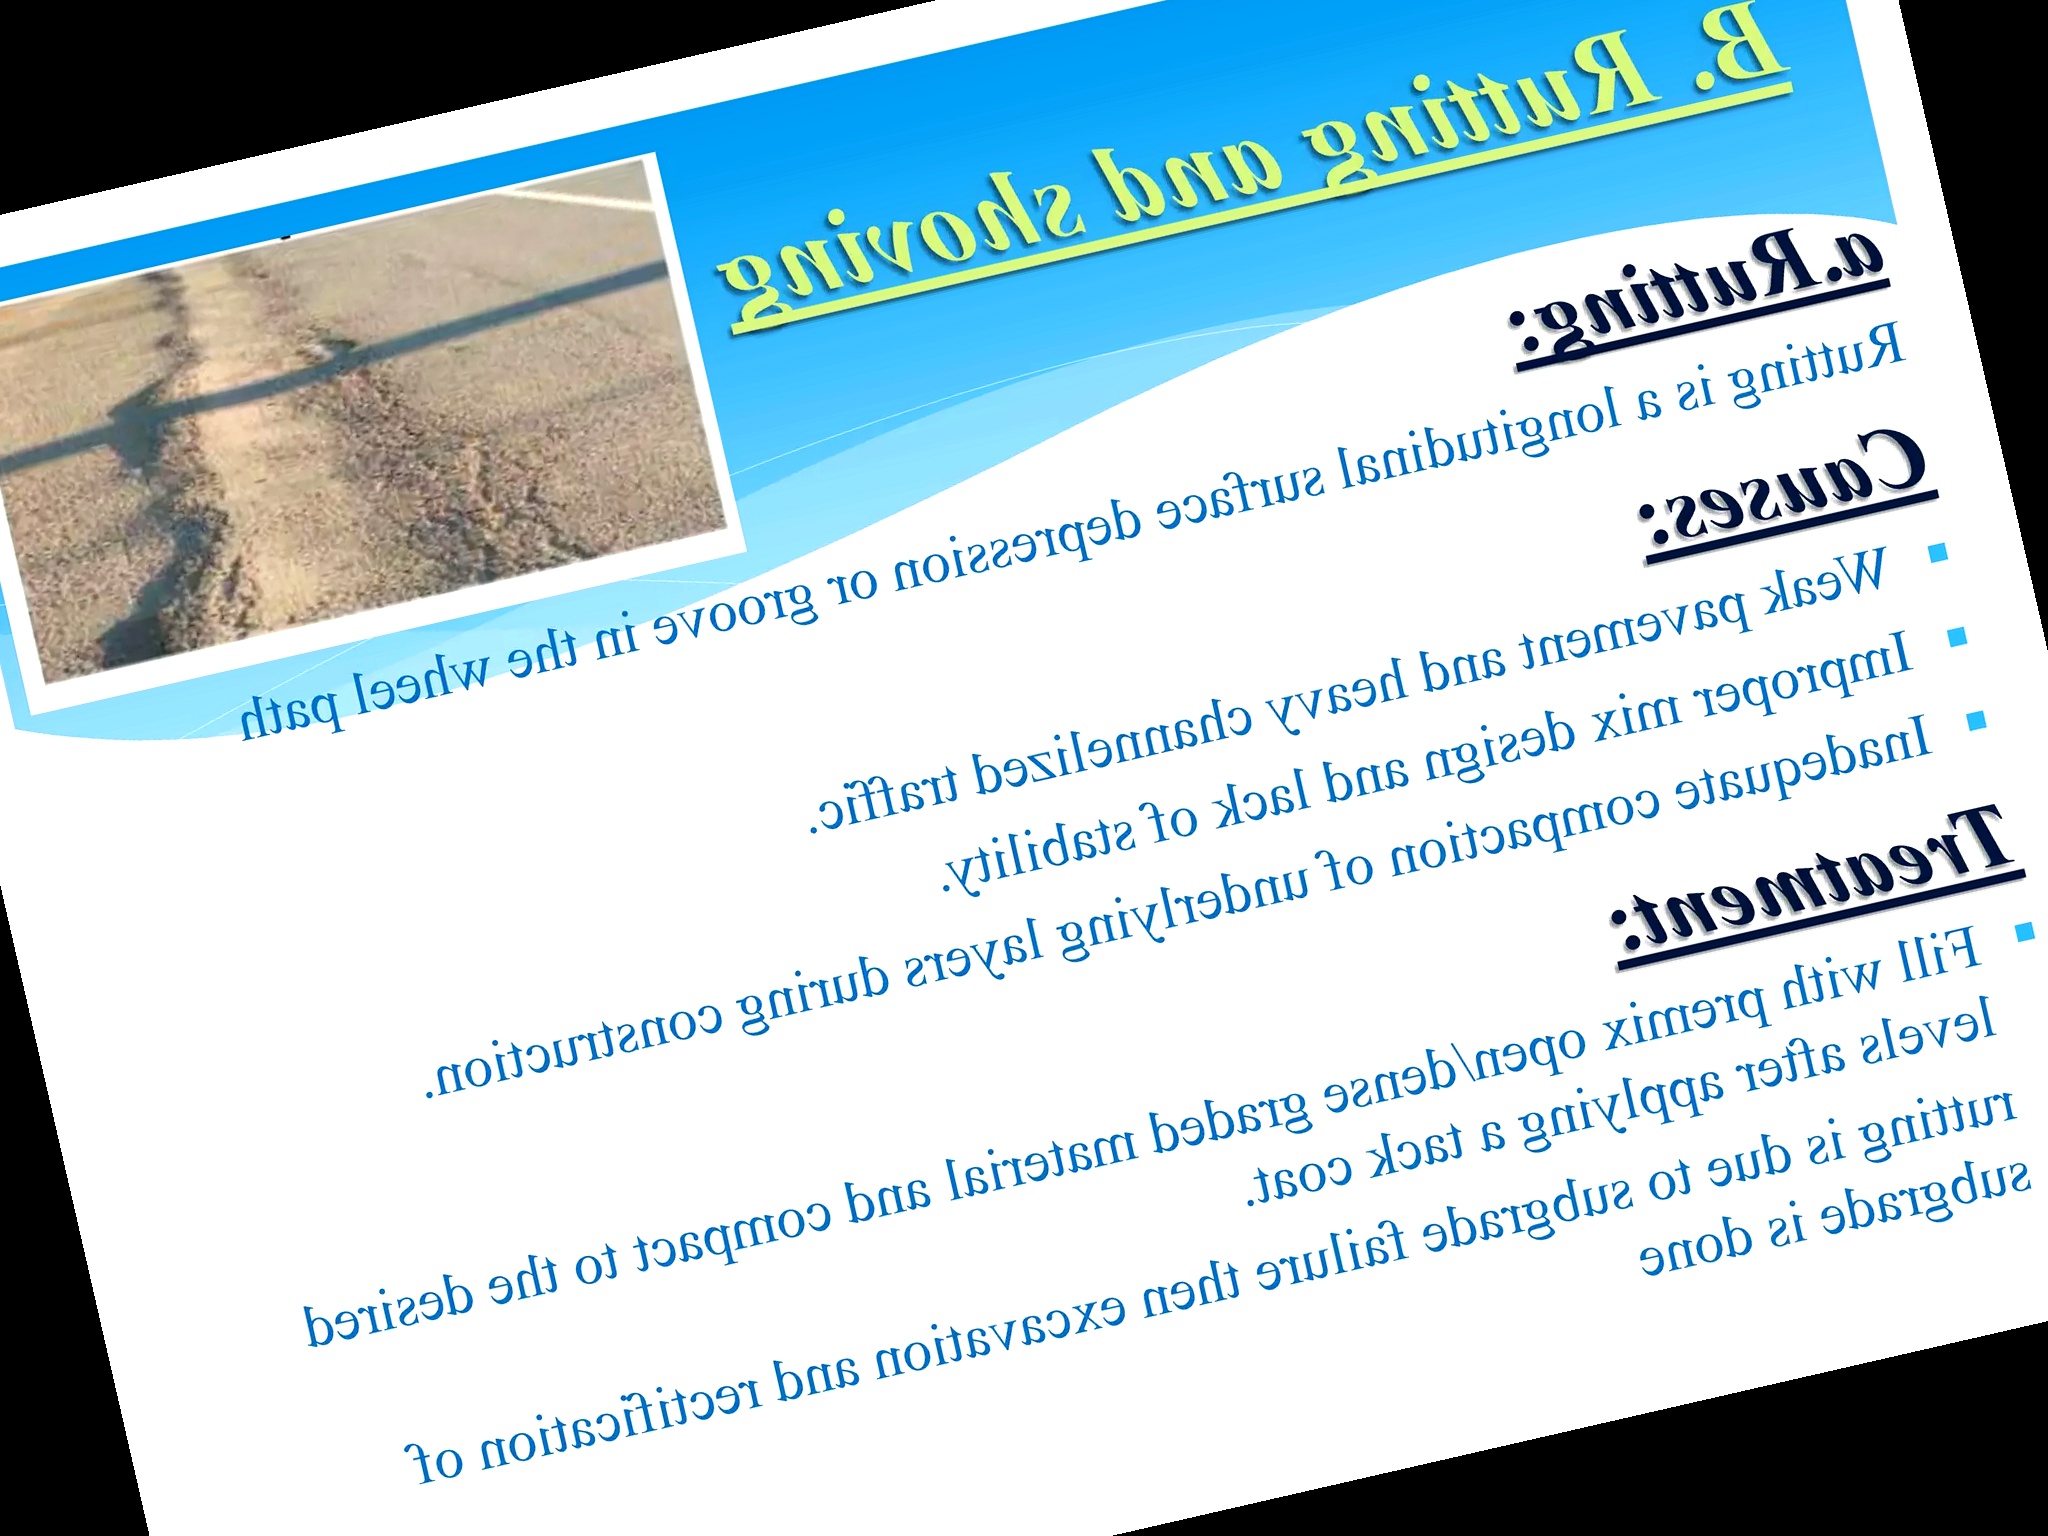 B. Rutting and shoving
a.Rutting:
Rutting is a longitudinal surface depression or groove in the wheel path
Causes:
▪ Weak pavement and heavy channelized traffic.
▪ Improper mix design and lack of stability.
▪ Inadequate compaction of underlying layers during construction.
Treatment:
▪ Fill with premix open/dense graded material and compact to the desired
levels after applying a tack coat.
rutting is due to subgrade failure then excavation and rectification of
subgrade is done